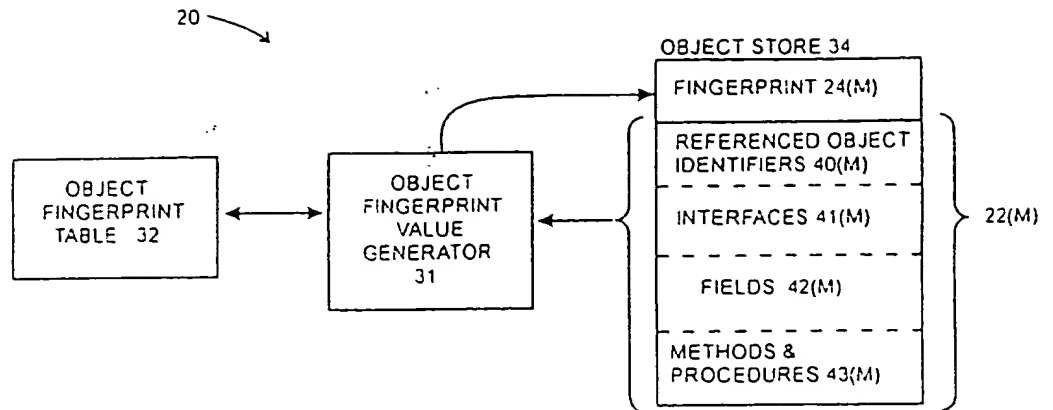 20
OBJECT STORE 34
FINGERPRINT 24(M)
REFERENCED OBJECT
IDENTIFIERS 40(M)
INTERFACES 41(M)
FIELDS 42(M)
METHODS &
PROCEDURES 43(M)
22(M)
OBJECT
FINGERPRINT
VALUE
GENERATOR
31
OBJECT
FINGERPRINT
TABLE 32